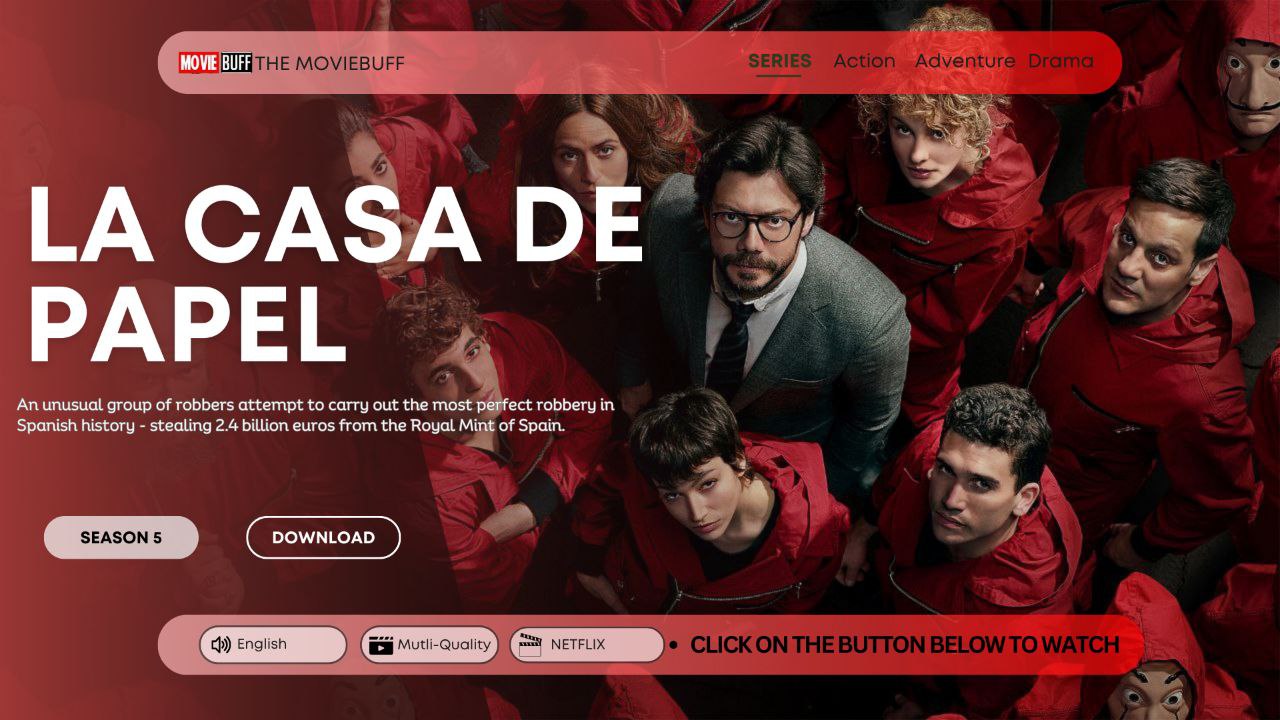 MOVIE BUFF THE MOVIEBUFF
SERIES Action Adventure Drama
LA CASA DE
PAPEL
An unusual group of robbers attempt to carry out the most perfect robbery in
Spanish history - stealing 2.4 billion euros from the Royal Mint of Spain.
SEASON 5 DOWNLOAD
English Mutli-Quality NETFLIX • CLICK ON THE BUTTON BELOW TO WATCH